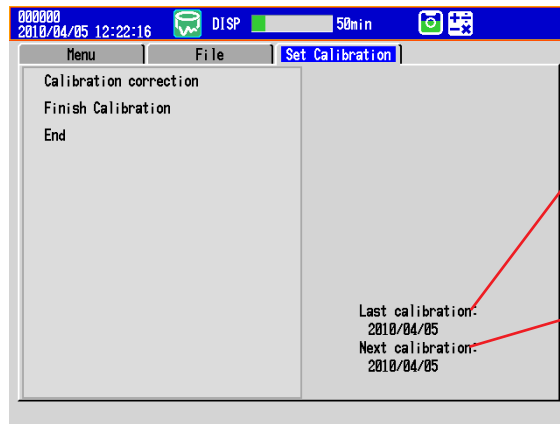 000000
2010/04/05 12:22:16 DISP 50min
Menu File Set Calibration
Calibration correction
Finish Calibration
End
Last calibration:
2010/04/05
Next calibration:
2010/04/05